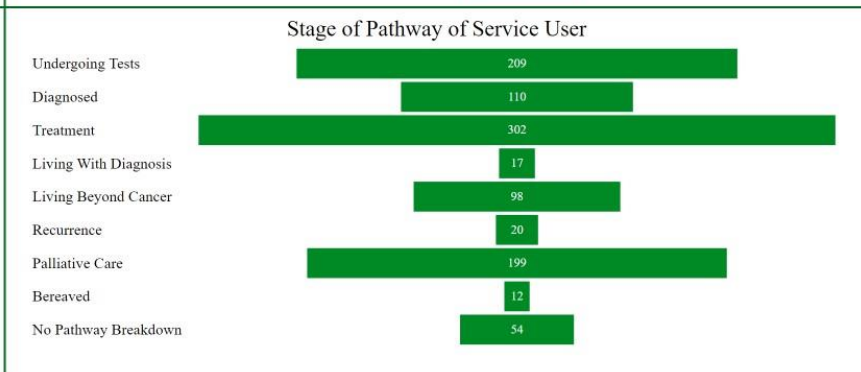 Stage of Pathway of Service User
Undergoing Tests 209
Diagnosed 110
Treatment 302
Living With Diagnosis 17
Living Beyond Cancer 98
Recurrence 20
Palliative Care 199
Bereaved 12
No Pathway Breakdown 54